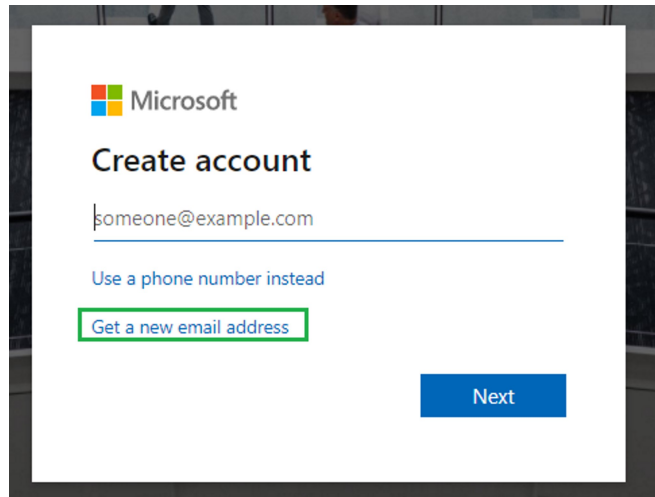 Microsoft
Create account
someone@example.com
Use a phone number instead
Get a new email address
Next